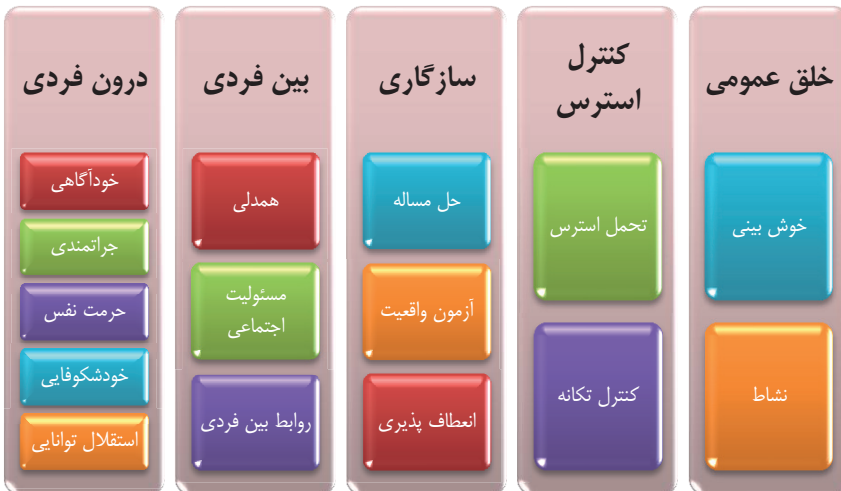 خلق عمومی
خوش بینی
نشاط
کنترل
استرس
تحمل استرس
کنترل تکانه
سازگاری
حل مساله
آزمون واقعیت
انعطاف پذیری
بین فردی
همدلی
مسئولیت
اجتماعی
روابط بین فردی
درون فردی
خودآگاهی
جراتمندی
حرمت نفس
خودشکوفایی
استقلال توانایی